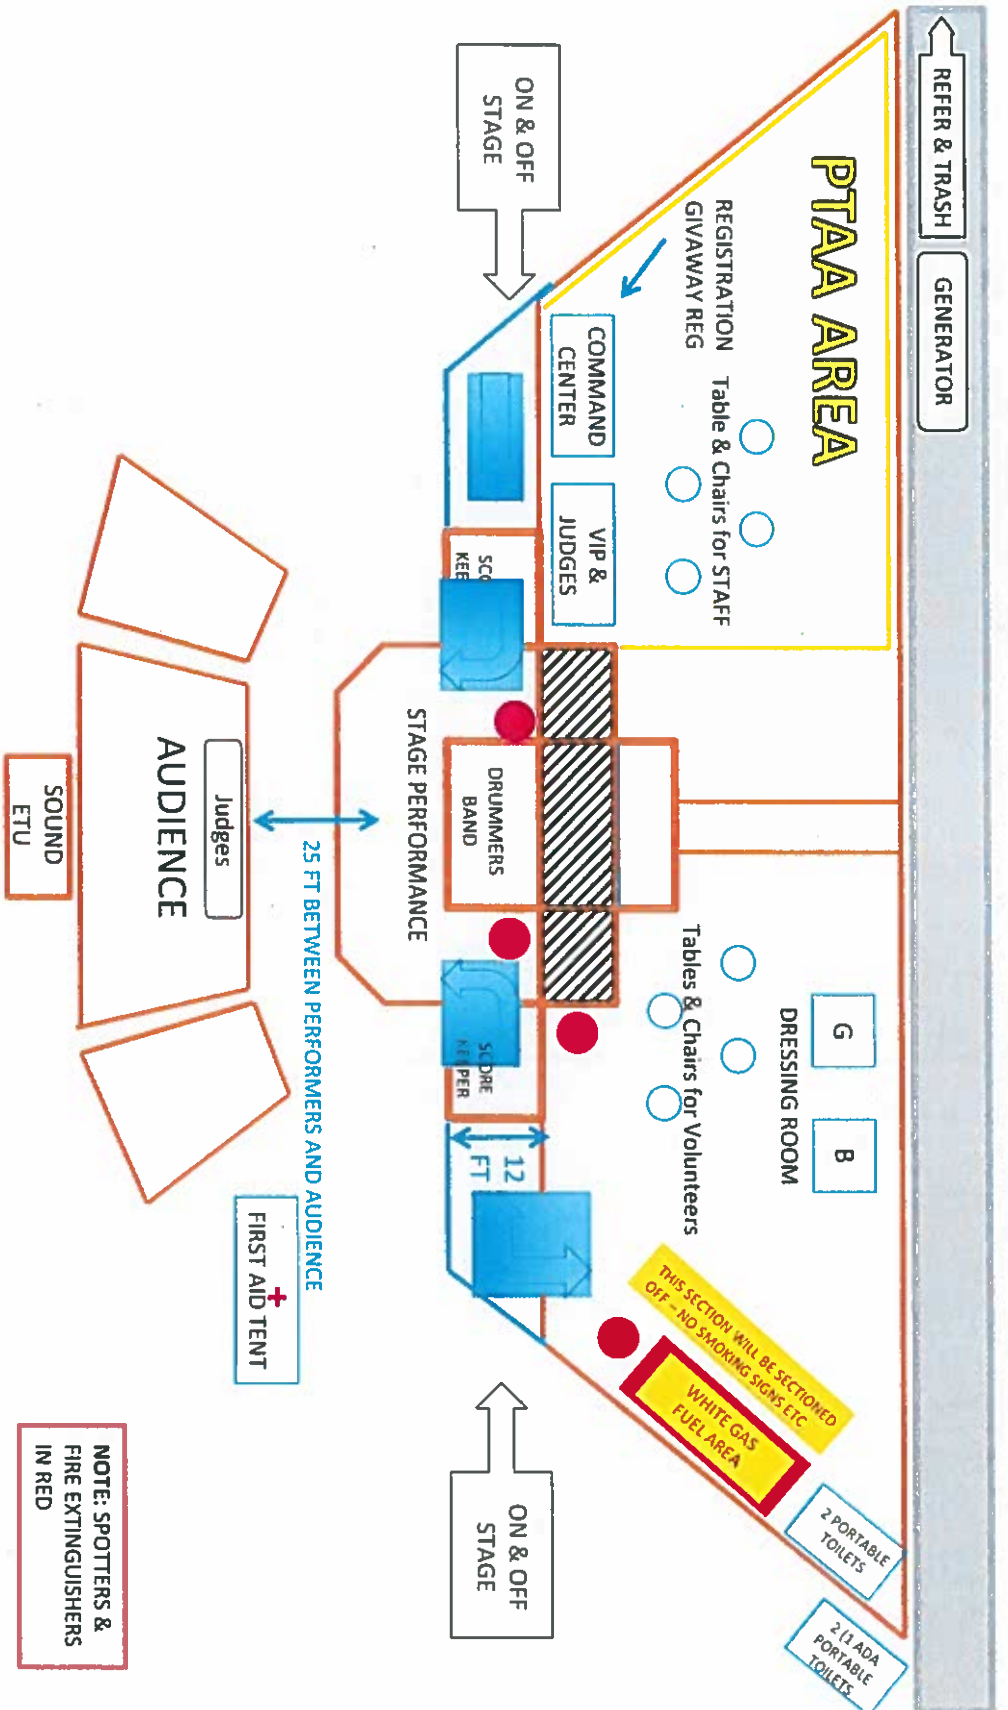 REFER & TRASH
GENERATOR
PTAA AREA
REGISTRATION
GIVAWAY REG
Table & Chairs for STAFF
COMMAND
CENTER
VIP &
JUDGES
ON & OFF
STAGE
G
B
DRESSING ROOM
Tables & Chairs for Volunteers
THIS SECTION WILL BE SECTIONED
OFF – NO SMOKING SIGNS ETC
WHITE GAS
FUEL AREA
2 PORTABLE
TOILETS
2 (1 ADA
PORTABLE
TOILETS
ON & OFF
STAGE
SCO
KEE
DRUMMERS
BAND
SCORE
KEEPER
12
FT
STAGE PERFORMANCE
25 FT BETWEEN PERFORMERS AND AUDIENCE
Judges
AUDIENCE
FIRST AID TENT
SOUND
ETU
NOTE: SPOTTERS &
FIRE EXTINGUISHERS
IN RED